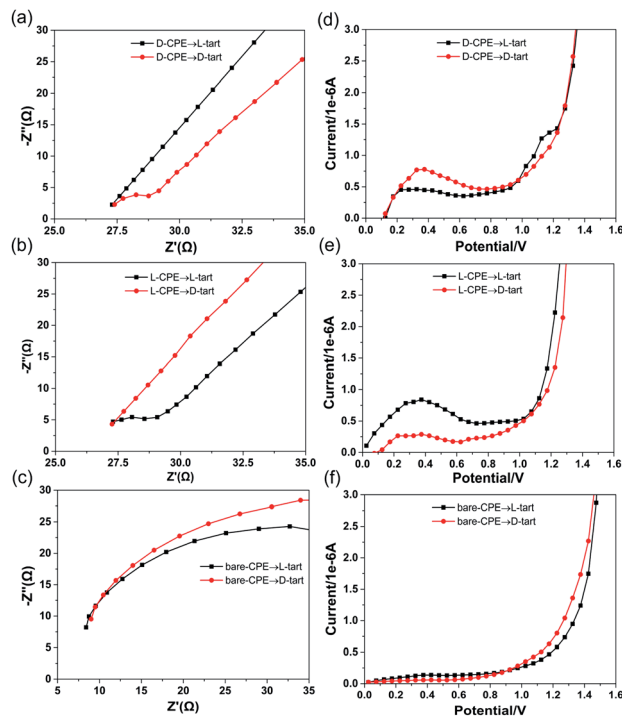 (a)
30
25
20
15
10
5
0
-Z''(Ω)
D-CPE→L-tart
D-CPE→D-tart
25.0 27.5 30.0 32.5 35.0
Z'(Ω)
(d)
3.0
2.5
2.0
1.5
1.0
0.5
0.0
Current/1e-6A
D-CPE→L-tart
D-CPE→D-tart
0.0 0.2 0.4 0.6 0.8 1.0 1.2 1.4 1.6
Potential/V
(b)
30
25
20
15
10
5
0
-Z''(Ω)
L-CPE→L-tart
L-CPE→D-tart
25.0 27.5 30.0 32.5 35.0
Z'(Ω)
(e)
3.0
2.5
2.0
1.5
1.0
0.5
0.0
Current/1e-6A
L-CPE→L-tart
L-CPE→D-tart
0.0 0.2 0.4 0.6 0.8 1.0 1.2 1.4 1.6
Potential/V
(c)
30
25
20
15
10
5
0
-Z''(Ω)
bare-CPE→L-tart
bare-CPE→D-tart
5 10 15 20 25 30 35
Z'(Ω)
(f)
3.0
2.5
2.0
1.5
1.0
0.5
0.0
Current/1e-6A
bare-CPE→L-tart
bare-CPE→D-tart
0.0 0.2 0.4 0.6 0.8 1.0 1.2 1.4 1.6
Potential/V